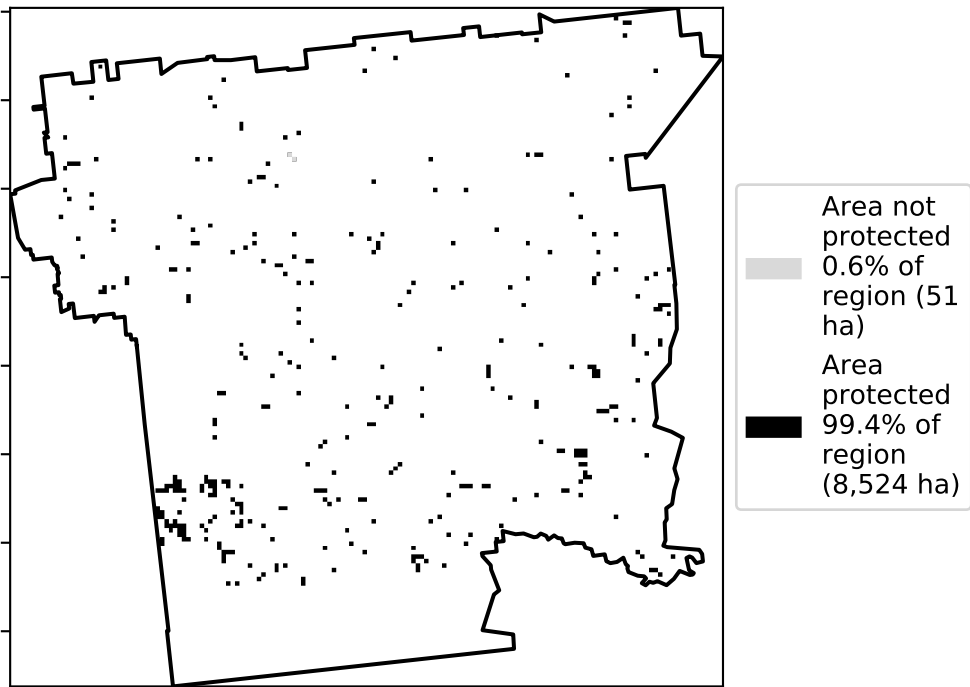 Area not
protected
0.6% of
region (51
ha)
Area
protected
99.4% of
region
(8,524 ha)